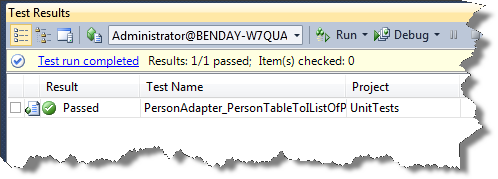 Test Results
Administrator@BENDAY-W7QUA Run Debug
Test run completed Results: 1/1 passed; Item(s) checked: 0
Result Test Name Project
Passed PersonAdapter_PersonTableToIListOfP UnitTests